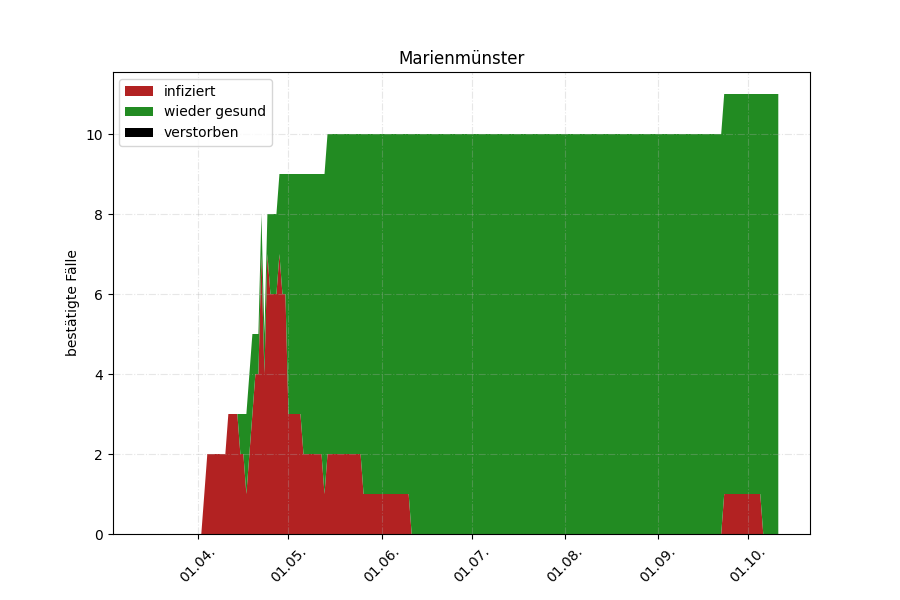 Marienmünster
infiziert
wieder gesund
verstorben
bestätigte Fälle
10
8
6
4
2
0
01.04.
01.05.
01.06.
01.07.
01.08.
01.09.
01.10.